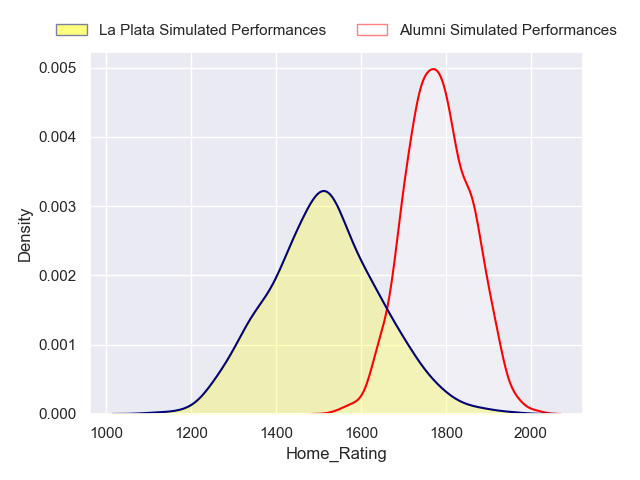 La Plata Simulated Performances Alumni Simulated Performances
0.005
0.004
0.003
0.002
0.001
0.000
Density
1000 1200 1400 1600 1800 2000
Home_Rating